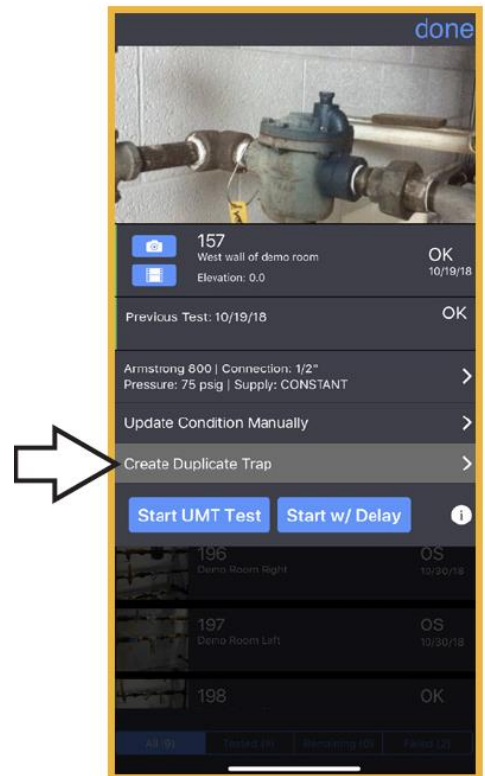 done
157
West wall of demo room
Elevation: 0.0
OK
10/19/18
Previous Test: 10/19/18
OK
Armstrong 800 | Connection: 1/2"
Pressure: 75 psig | Supply: CONSTANT
Update Condition Manually
Create Duplicate Trap
Start UMT Test
Start w/ Delay
i
196
Demo Room Right
OS
10/30/18
197
Demo Room Left
OS
10/30/18
198
OK
All (9)
Tested (4)
Remaining (0)
Failed (2)